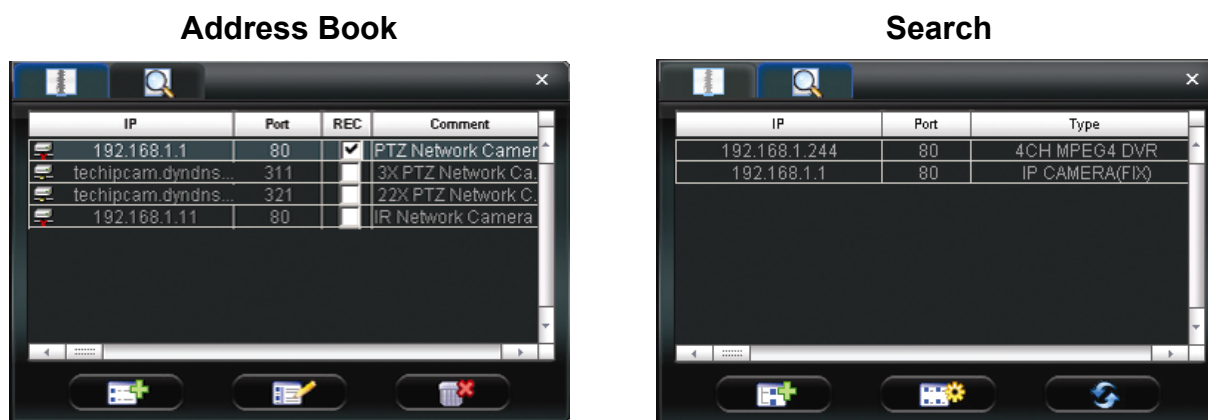 Address Book
Search
×
×
IP Port REC Comment
192.168.1.1 80 PTZ Network Camer
techipcam.dyndns... 311 3X PTZ Network Ca.
techipcam.dyndns... 321 22X PTZ Network C.
192.168.1.11 80 IR Network Camera
IP Port Type
192.168.1.244 80 4CH MPEG4 DVR
192.168.1.1 80 IP CAMERA(FIX)